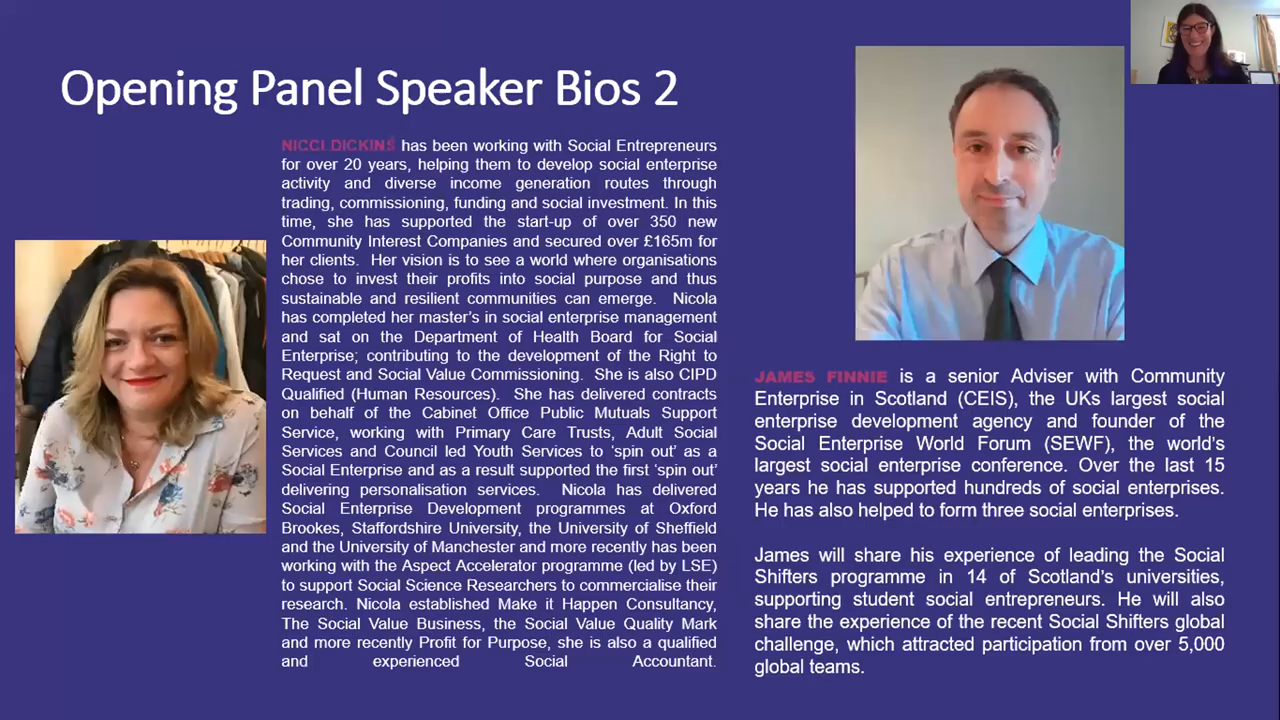 Opening Panel Speaker Bios 2
NICCI DICKINS has been working with Social Entrepreneurs
for over 20 years, helping them to develop social enterprise
activity and diverse income generation routes through
trading, commissioning, funding and social investment. In this
time, she has supported the start-up of over 350 new
Community Interest Companies and secured over £165m for
her clients. Her vision is to see a world where organisations
chose to invest their profits into social purpose and thus
sustainable and resilient communities can emerge. Nicola
has completed her master's in social enterprise management
and sat on the Department of Health Board for Social
Enterprise; contributing to the development of the Right to
Request and Social Value Commissioning. She is also CIPD
Qualified (Human Resources). She has delivered contracts
on behalf of the Cabinet Office Public Mutuals Support
Service, working with Primary Care Trusts, Adult Social
Services and Council led Youth Services to 'spin out' as a
Social Enterprise and as a result supported the first 'spin out'
delivering personalisation services. Nicola has delivered
Social Enterprise Development programmes at Oxford
Brookes, Staffordshire University, the University of Sheffield
and the University of Manchester and more recently has been
working with the Aspect Accelerator programme (led by LSE)
to support Social Science Researchers to commercialise their
research. Nicola established Make it Happen Consultancy,
The Social Value Business, the Social Value Quality Mark
and more recently Profit for Purpose, she is also a qualified
and experienced Social Accountant.
JAMES FINNIE is a senior Adviser with Community
Enterprise in Scotland (CEIS), the UKs largest social
enterprise development agency and founder of the
Social Enterprise World Forum (SEWF), the world's
largest social enterprise conference. Over the last 15
years he has supported hundreds of social enterprises.
He has also helped to form three social enterprises.
James will share his experience of leading the Social
Shifters programme in 14 of Scotland's universities,
supporting student social entrepreneurs. He will also
share the experience of the recent Social Shifters global
challenge, which attracted participation from over 5,000
global teams.